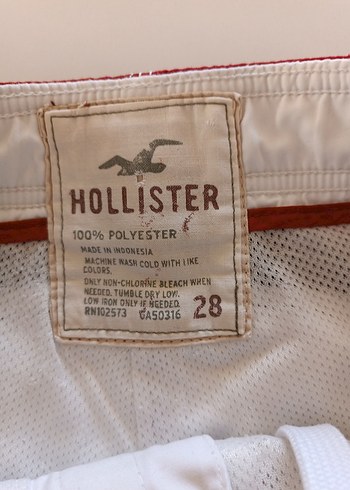 HOLLISTER
100% POLYESTER
MADE IN INDONESIA
MACHINE WASH COLD WITH LIKE
COLORS.
ONLY NON-CHLORINE BLEACH WHEN
NEEDED. TUMBLE DRY LOW.
LOW IRON ONLY IF NEEDED.
RN102573 CA50316 28